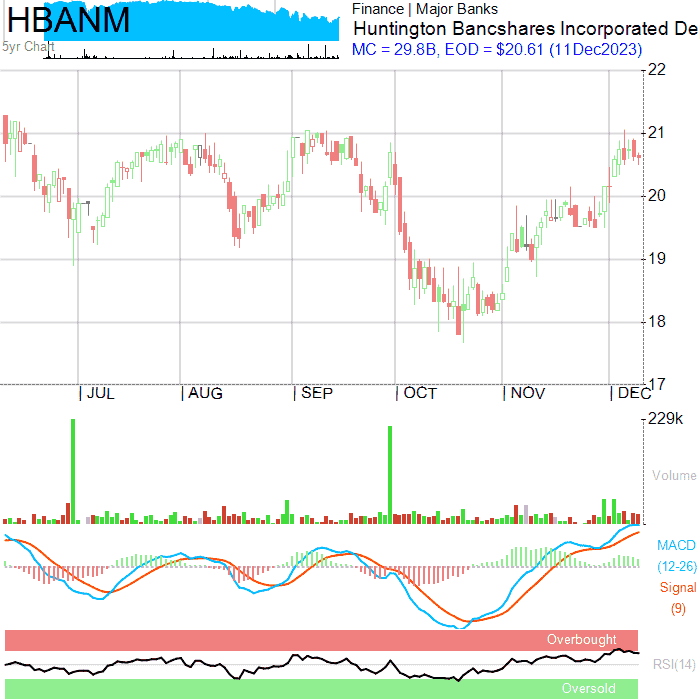 HBANM
5yr Chart
Finance | Major Banks
Huntington Bancshares Incorporated De
MC = 29.8B, EOD = $20.61 (11Dec2023)
22
21
20
19
18
17
| JUL | AUG | SEP | OCT | NOV | DEC
229k
Volume
MACD
(12-26)
Signal
(9)
Overbought
RSI(14)
Oversold